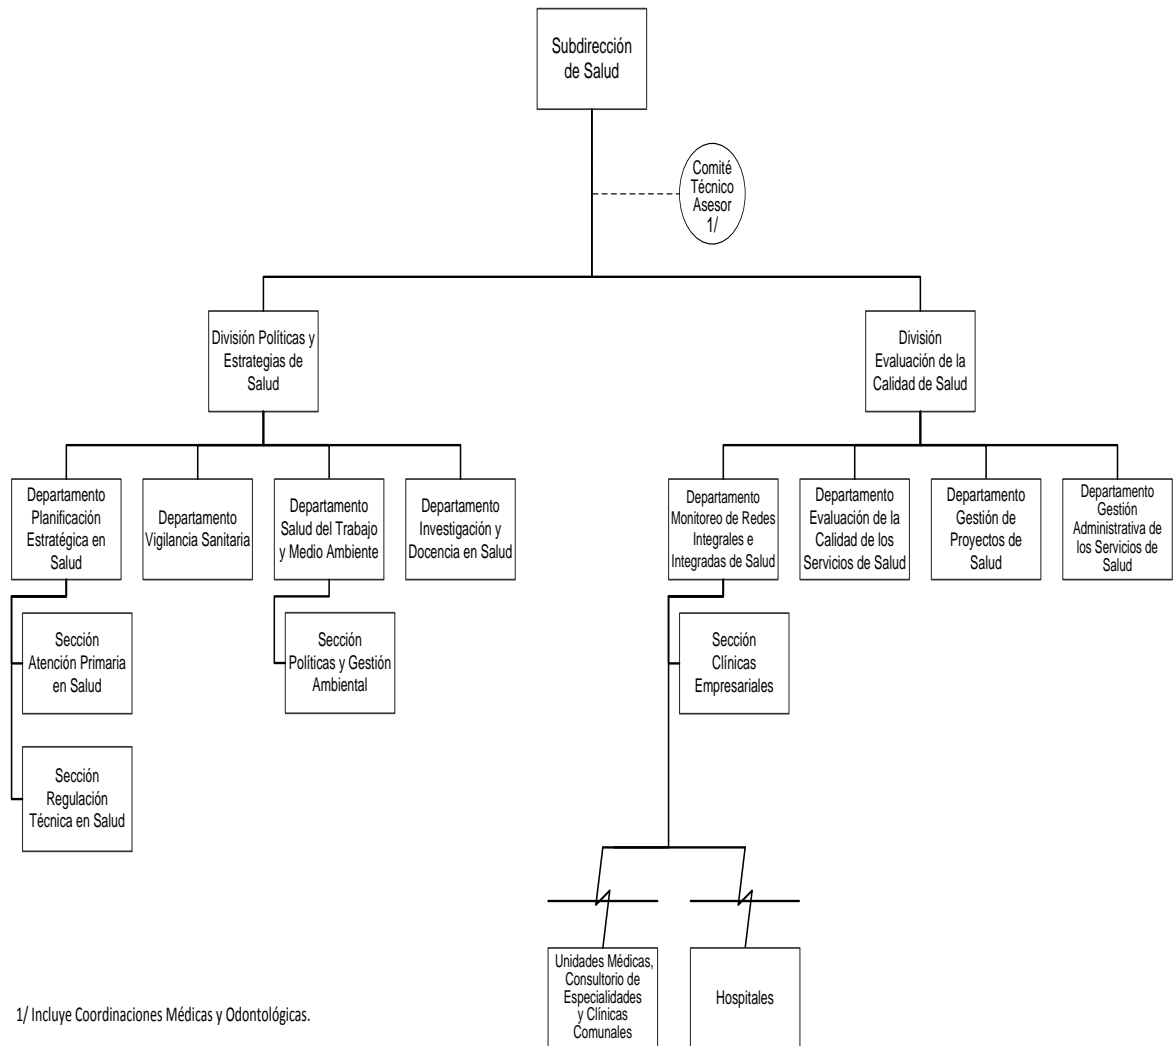 Subdirección
de Salud
Comité
Técnico
Asesor
1/
División Políticas y
Estrategias de
Salud
División
Evaluación de la
Calidad de Salud
Departamento
Planificación
Estratégica en
Salud
Departamento
Vigilancia Sanitaria
Departamento
Salud del Trabajo
y Medio Ambiente
Departamento
Investigación y
Docencia en Salud
Departamento
Monitoreo de Redes
Integrales e
Integradas de Salud
Departamento
Evaluación de la
Calidad de los
Servicios de Salud
Departamento
Gestión de
Proyectos de
Salud
Departamento
Gestión
Administrativa de
los Servicios de
Salud
Sección
Atención Primaria
en Salud
Sección
Políticas y Gestión
Ambiental
Sección
Clínicas
Empresariales
Sección
Regulación
Técnica en Salud
Unidades Médicas,
Consultorio de
Especialidades
y Clínicas
Comunales
Hospitales
1/ Incluye Coordinaciones Médicas y Odontológicas.